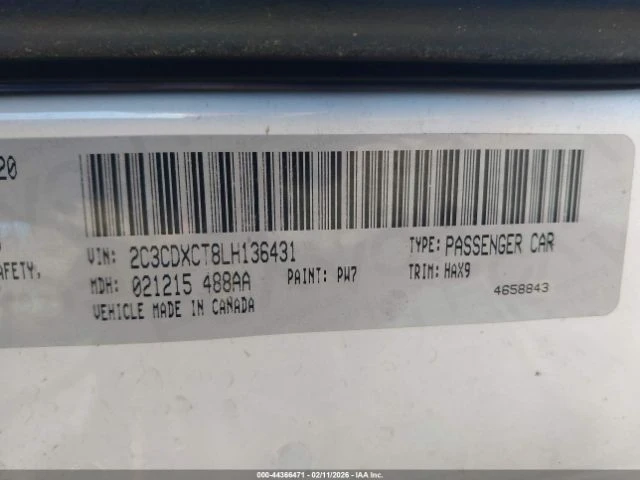 20
VIN: 2C3CDXCT8LH136431 TYPE: PASSENGER CAR
AFETY, MDH: 021215 488AA PAINT: PW7 TRIM: HAX9
VEHICLE MADE IN CANADA 4658843
000-44366471 - 02/11/2026 - IAA Inc.